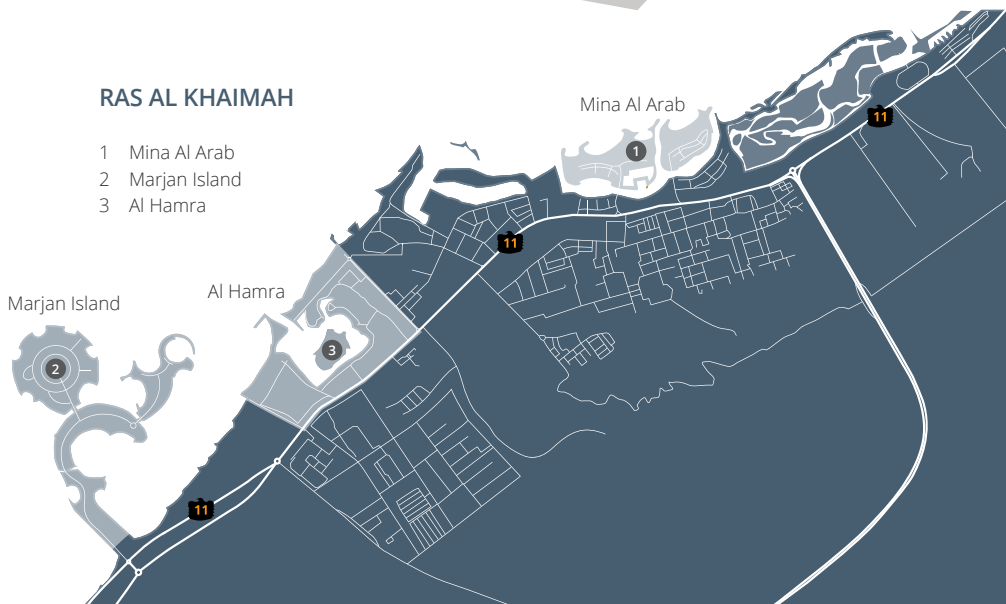 RAS AL KHAIMAH
1 Mina Al Arab
2 Marjan Island
3 Al Hamra
Mina Al Arab
1
11
11
Al Hamra
Marjan Island
3
2
11